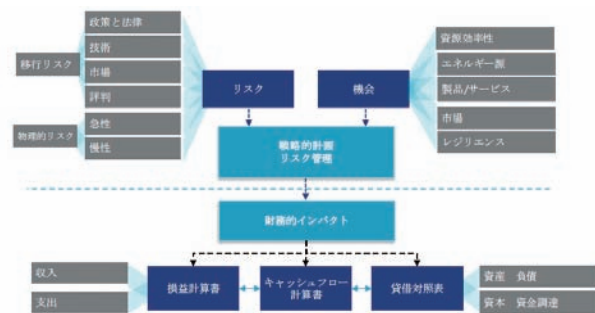 政策と法律
技術
移行リスク
市場
評判
急性
物理的リスク
慢性
リスク
機会
資源効率性
エネルギー源
製品/サービス
市場
レジリエンス
戦略的計画
リスク管理
財務的インパクト
収入
支出
損益計算書
キャッシュフロー
計算書
貸借対照表
資産 負債
資本 資金調達